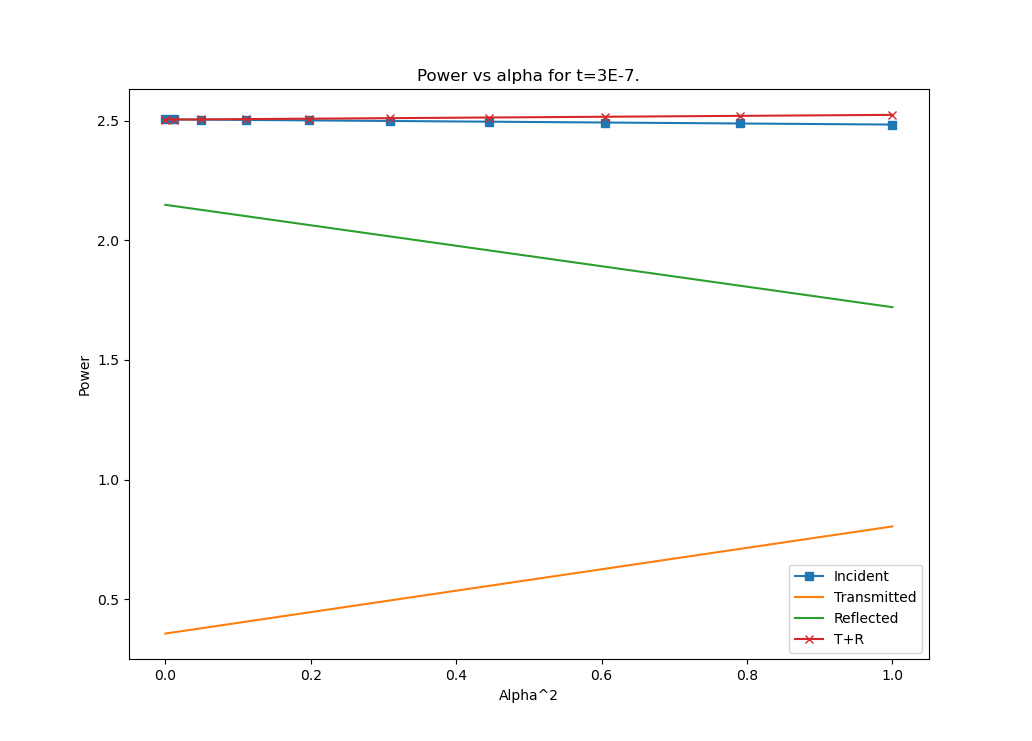 Power vs alpha for t=3E-7.
2.5
2.0
1.5
1.0
0.5
Power
0.0 0.2 0.4 0.6 0.8 1.0
Alpha^2
Incident
Transmitted
Reflected
T+R